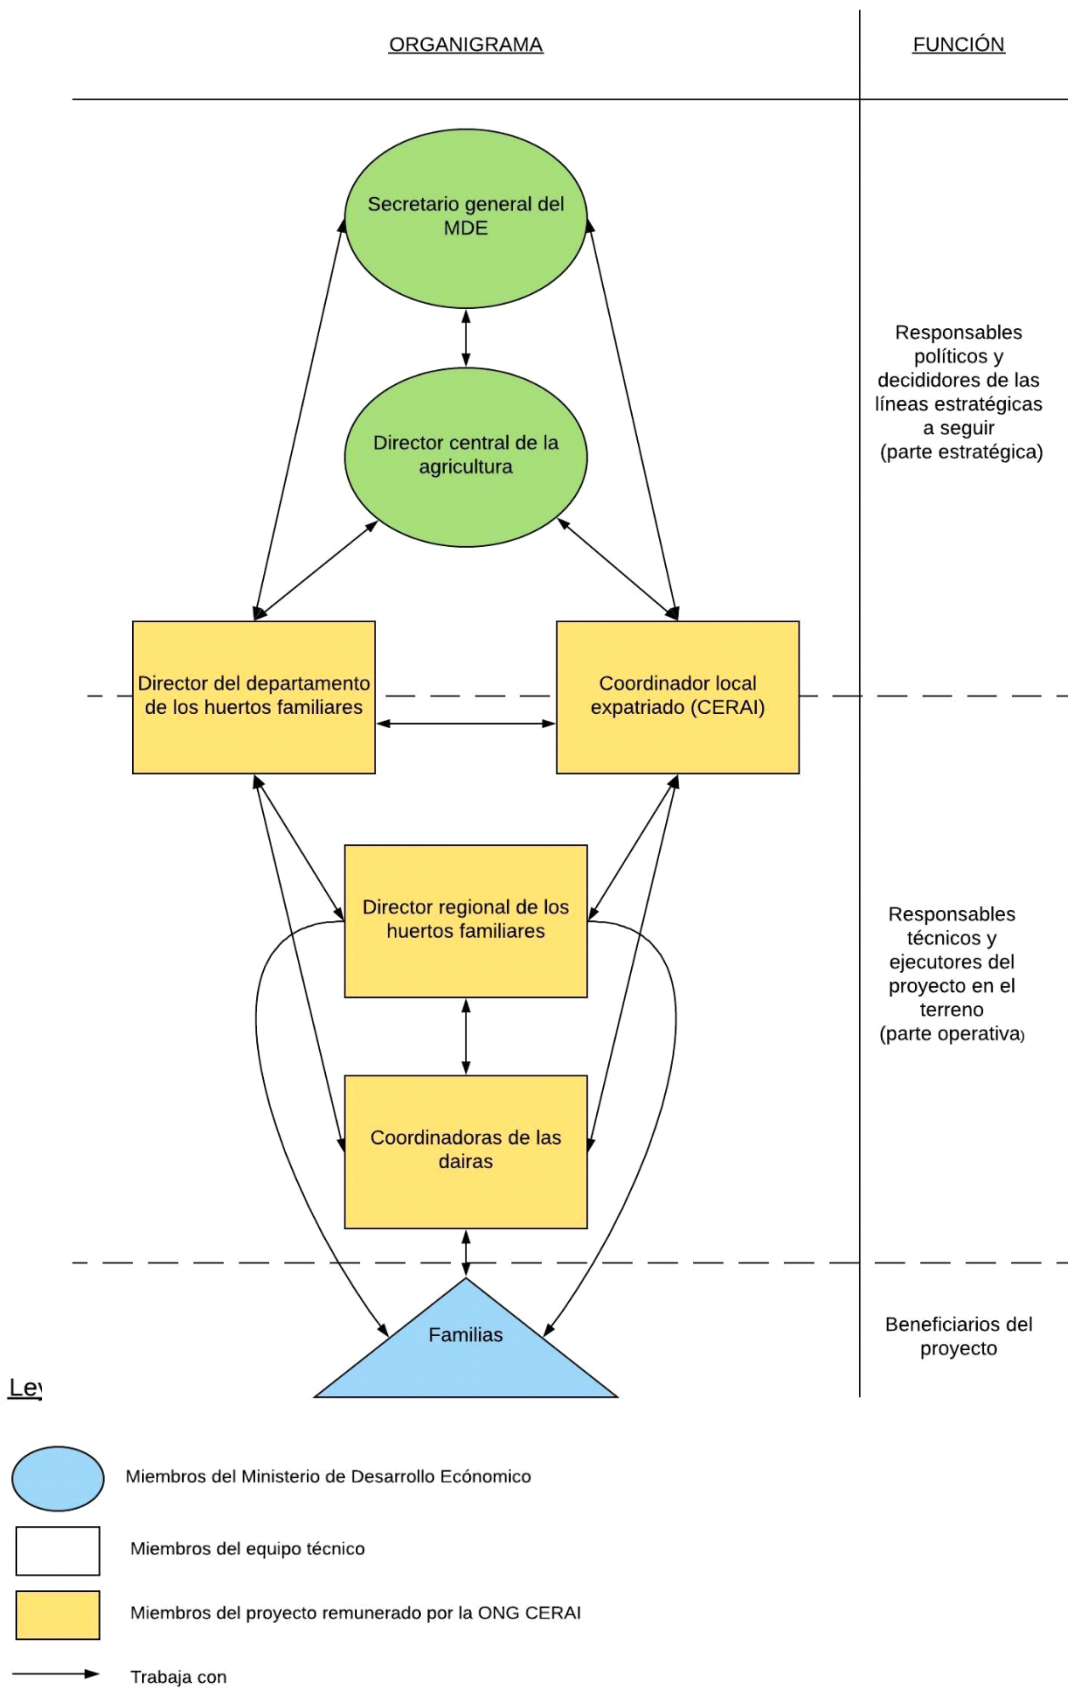 ORGANIGRAMA
FUNCIÓN
Secretario general del
MDE
Responsables
políticos y
decididores de las
líneas estratégicas
a seguir
(parte estratégica)
Director central de la
agricultura
Director del departamento
de los huertos familiares
Coordinador local
expatriado (CERAI)
Director regional de los
huertos familiares
Responsables
técnicos y
ejecutores del
proyecto en el
terreno
(parte operativa)
Coordinadoras de las
dairas
Familias
Beneficiarios del
proyecto
Miembros del Ministerio de Desarrollo Ecónomico
Miembros del equipo técnico
Miembros del proyecto remunerado por la ONG CERAI
Trabaja con